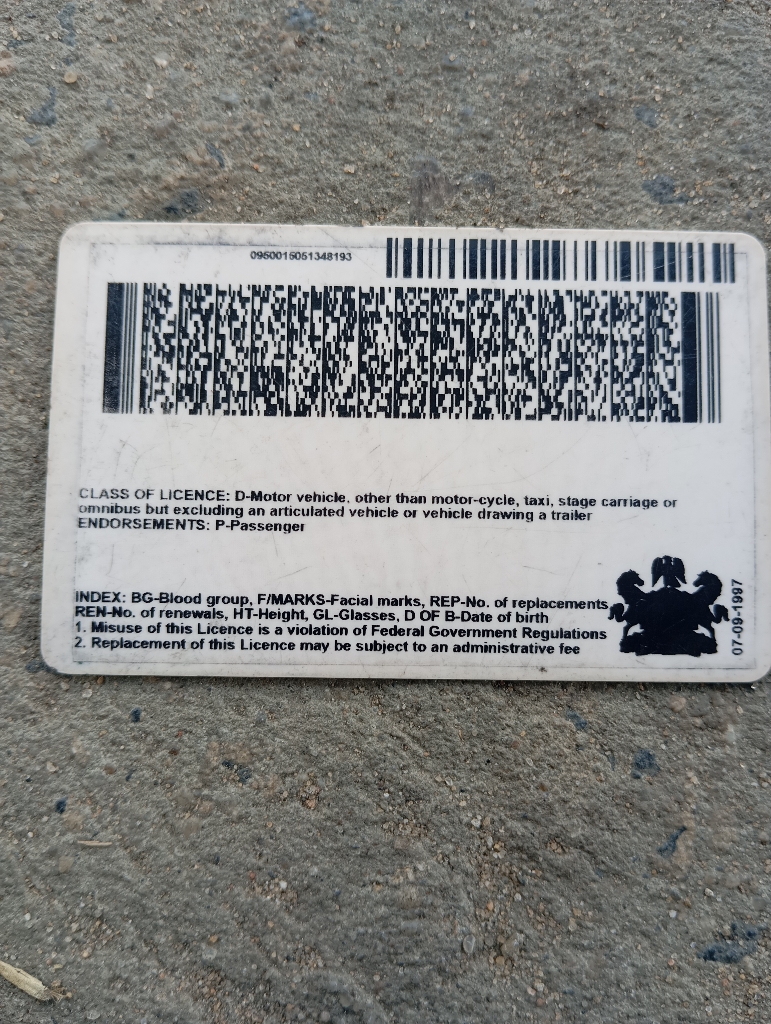 0950015051348193
CLASS OF LICENCE: D-Motor vehicle, other than motor-cycle, taxi, stage carriage or
omnibus but excluding an articulated vehicle or vehicle drawing a trailer
ENDORSEMENTS: P-Passenger
INDEX: BG-Blood group, F/MARKS-Facial marks, REP-No. of replacements
REN-No. of renewals, HT-Height, GL-Glasses, D OF B-Date of birth
1. Misuse of this Licence is a violation of Federal Government Regulations
2. Replacement of this Licence may be subject to an administrative fee
07-09-1997